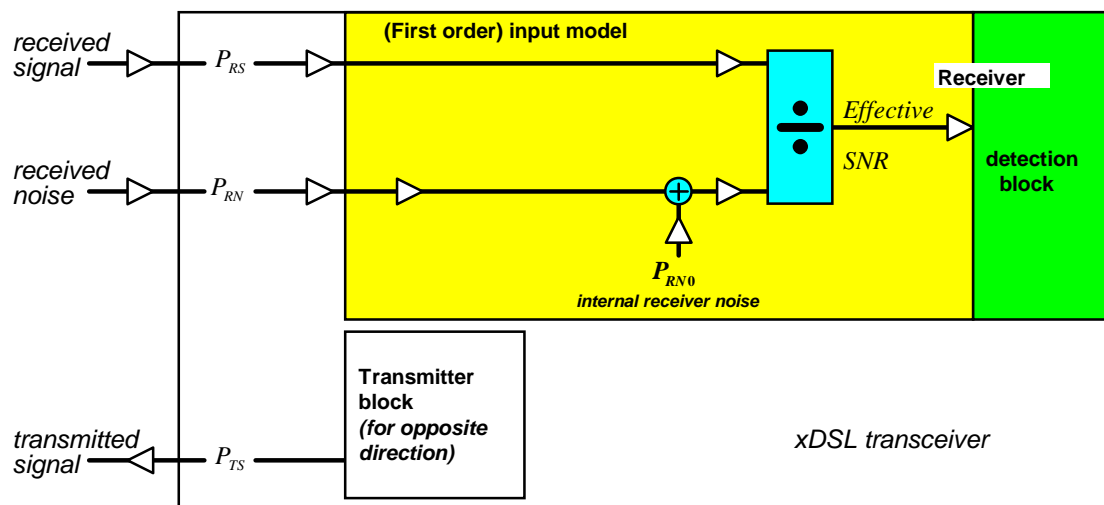 received
signal
P_RS
(First order) input model
Receiver
Effective
SNR
detection
block
received
noise
P_RN
+
÷
P_RN0
internal receiver noise
Transmitter
block
(for opposite
direction)
transmitted
signal
P_TS
xDSL transceiver